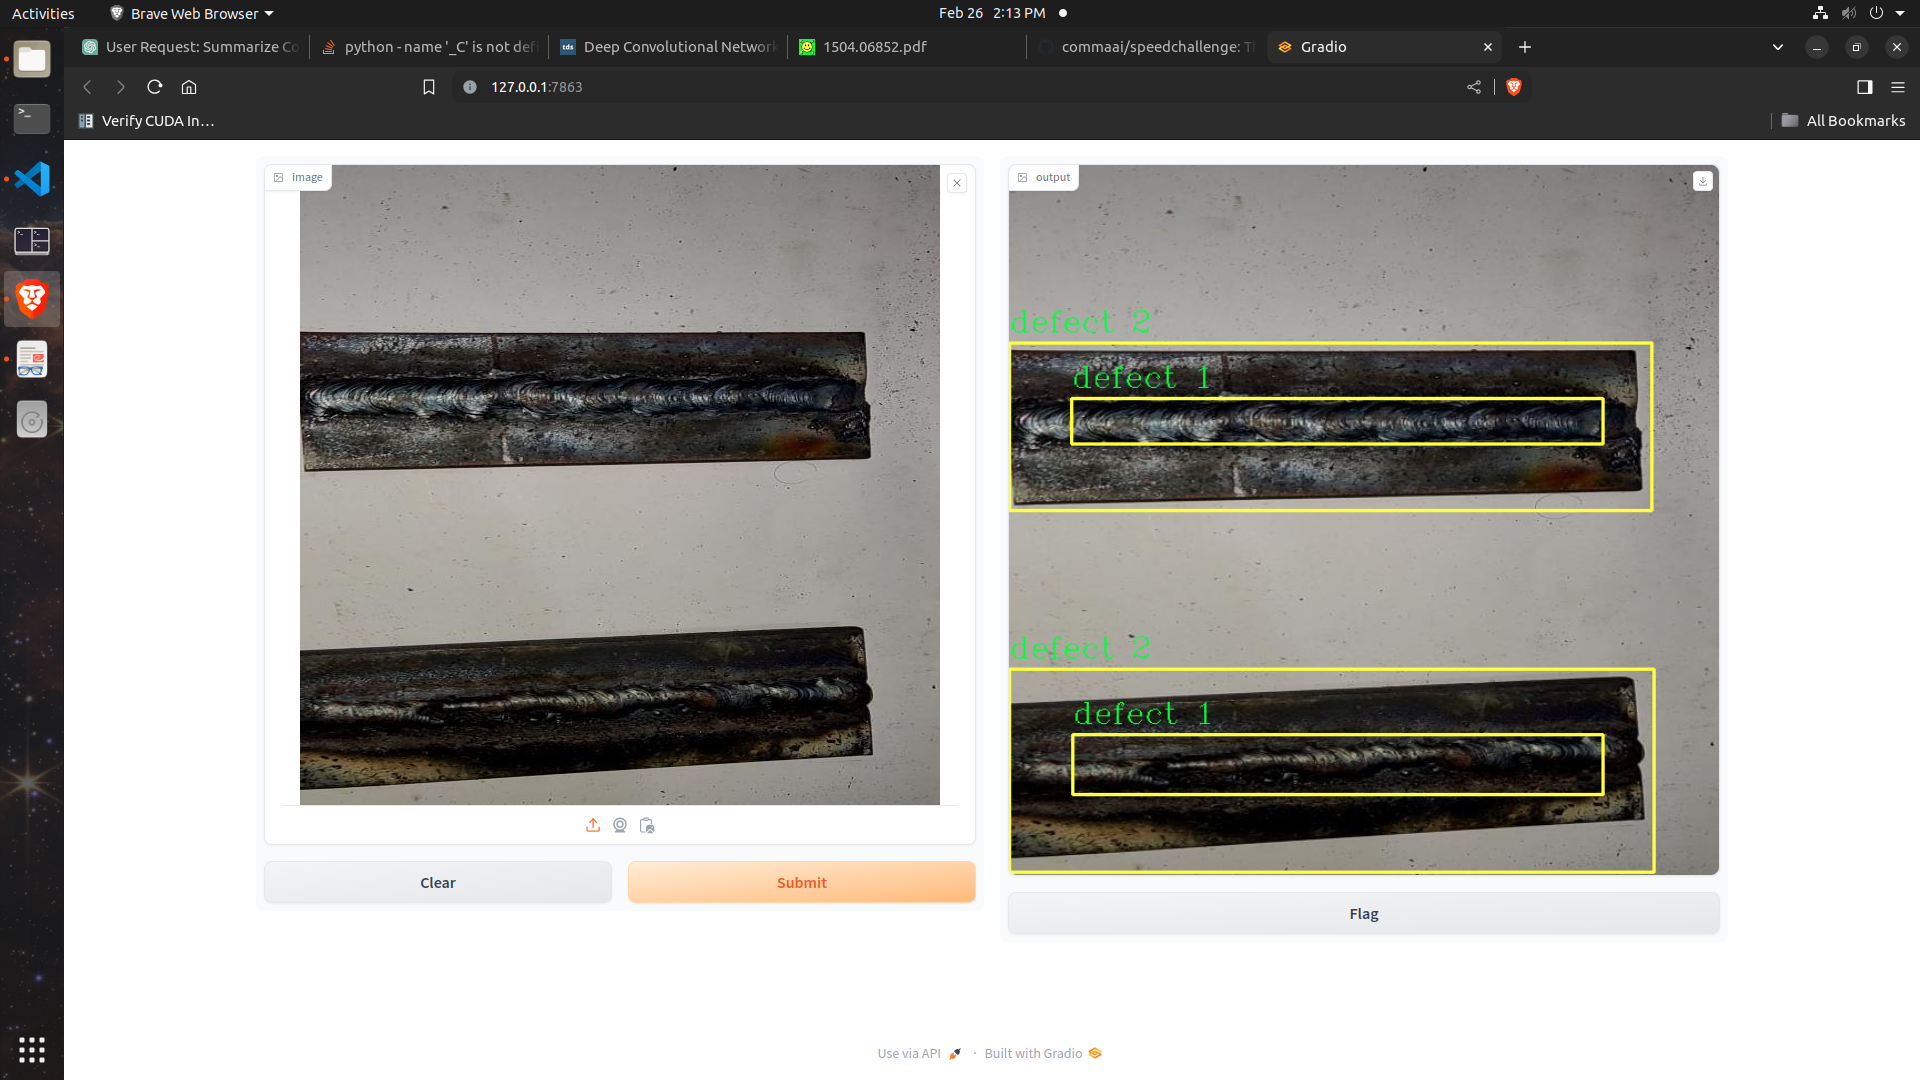 Activities
Brave Web Browser
Feb 26 2:13 PM
User Request: Summarize Co
python - name '_C' is not defi
tds
Deep Convolutional Network
1504.06852.pdf
commaai/speedchallenge: Th
Gradio
127.0.0.1:7863
Verify CUDA In...
All Bookmarks
image
output
defect 2
defect 1
defect 2
defect 1
Clear
Submit
Flag
Use via API · Built with Gradio